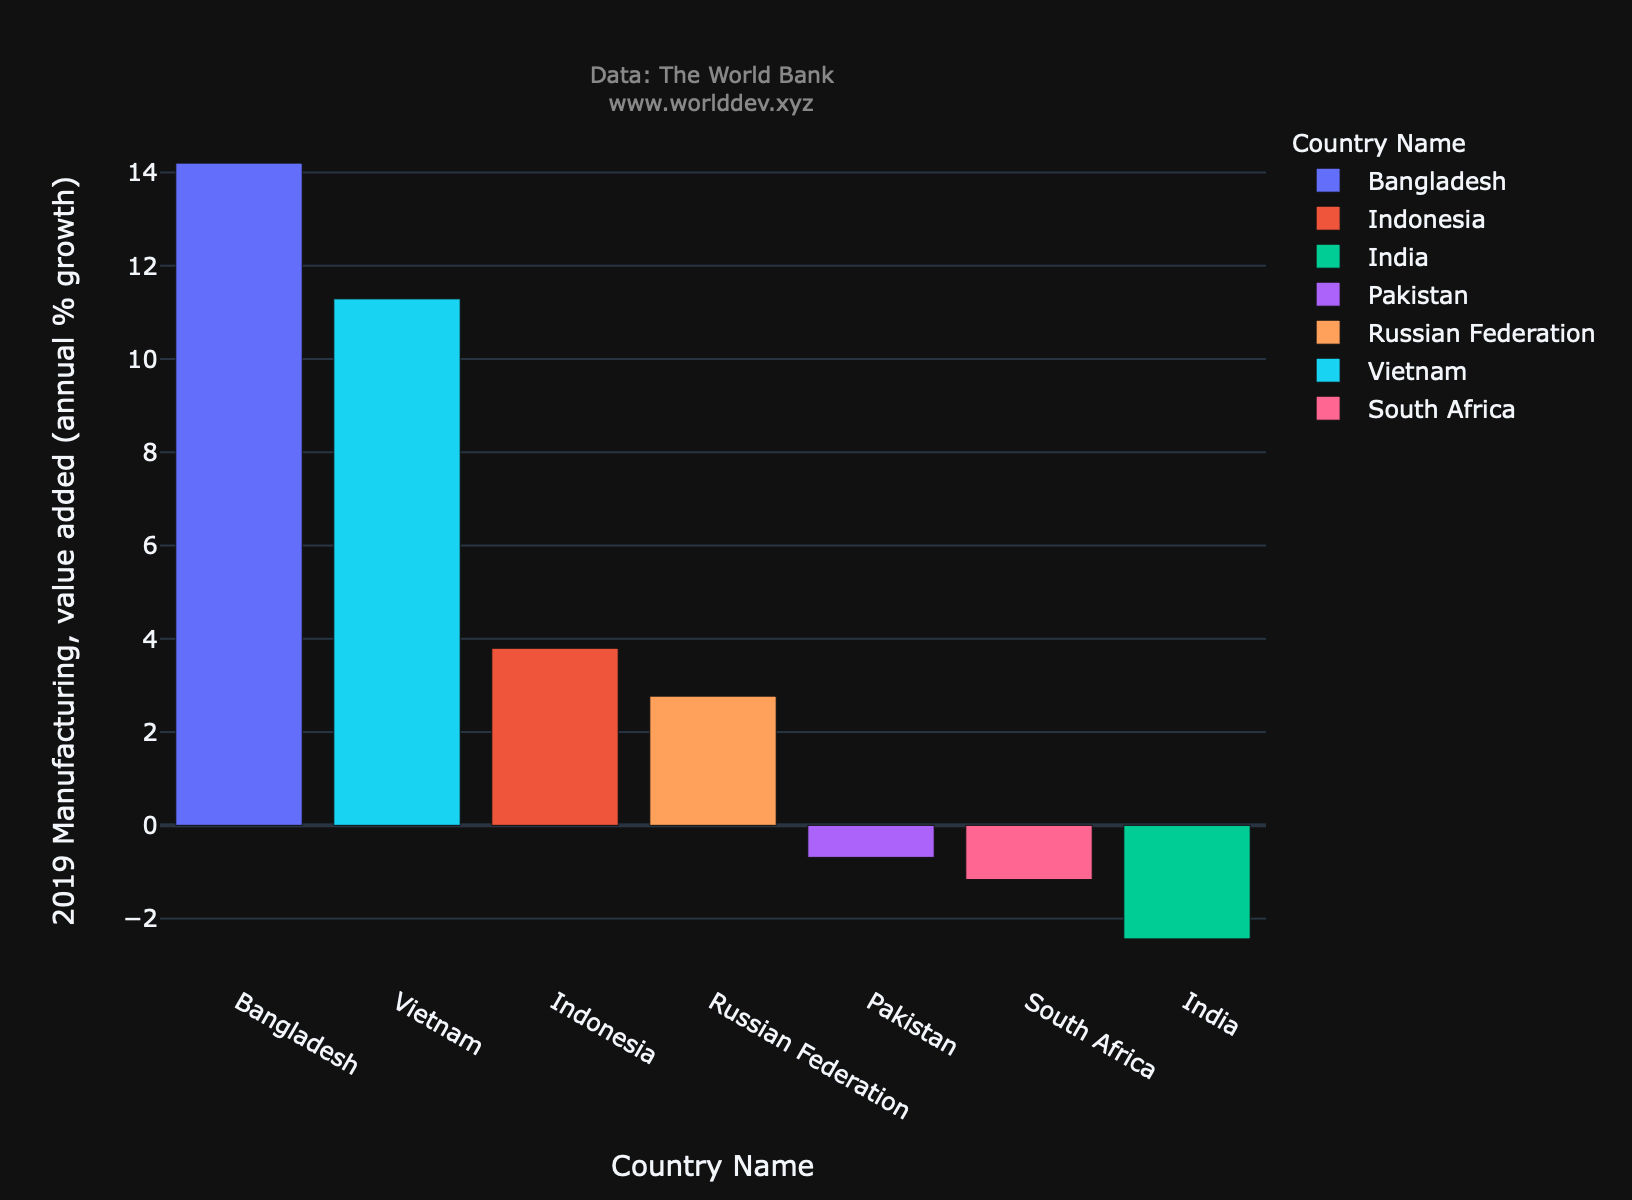 Data: The World Bank
www.worlddev.xyz
Country Name
Bangladesh
Indonesia
India
Pakistan
Russian Federation
Vietnam
South Africa
2019 Manufacturing, value added (annual % growth)
14
12
10
8
6
4
2
0
−2
Bangladesh
Vietnam
Indonesia
Russian Federation
Pakistan
South Africa
India
Country Name